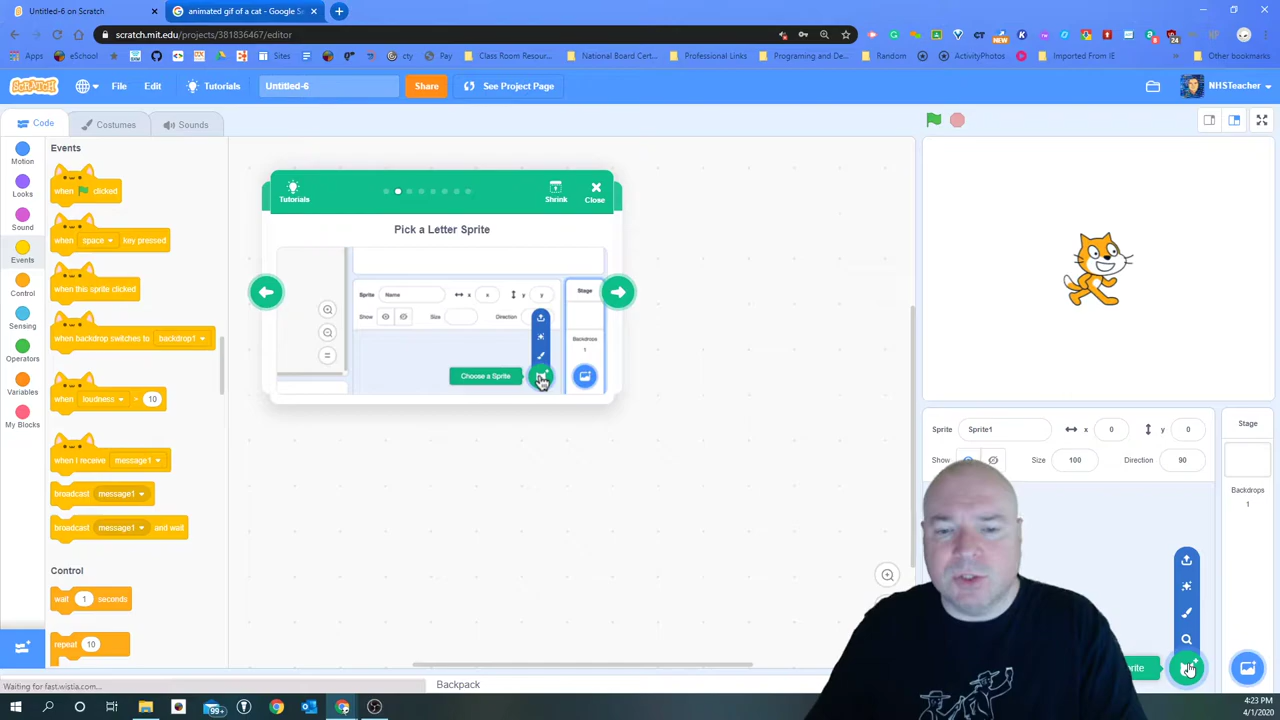 Untitled-6 on Scratch
animated gif of a cat - Google S
scratch.mit.edu/projects/381836467/editor
Apps
eSchool
Sites
cty
Pay
Class Room Resour...
National Board Cert...
Professional Links
Programing and De...
Random
ActivityPhotos
Imported From IE
Other bookmarks
NEW
24
SCRATCH
File
Edit
Tutorials
Untitled-6
Share
See Project Page
NHSTeacher
Code
Costumes
Sounds
Motion
Looks
Sound
Events
Control
Sensing
Operators
Variables
My Blocks
Events
when clicked
when space key pressed
when this sprite clicked
when backdrop switches to backdrop1
when loudness > 10
when I receive message1
broadcast message1
broadcast message1 and wait
Control
wait 1 seconds
repeat 10
Tutorials
Shrink
Close
Pick a Letter Sprite
Sprite Name x x y y
Show Size Direction
Choose a Sprite
Stage
Backdrops
1
Sprite Sprite1 x 0 y 0
Show Size 100 Direction 90
Stage
Backdrops
1
Backpack
Waiting for fast.wistia.com...
99+
4:23 PM
4/1/2020